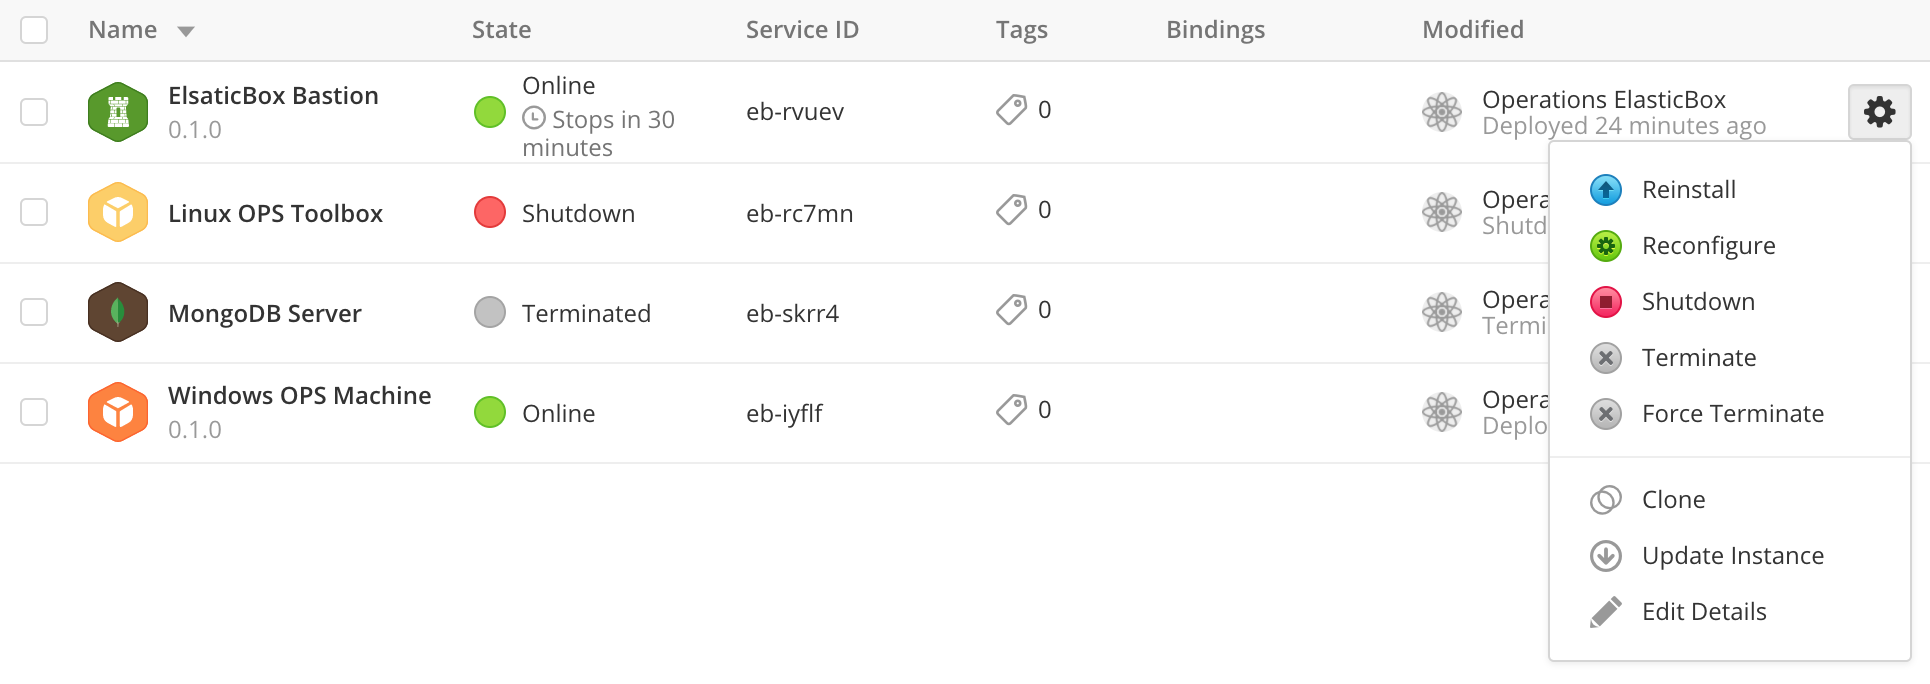 Name State Service ID Tags Bindings Modified
ElsaticBox Bastion
0.1.0
Online
Stops in 30
minutes
eb-rvuev
0
Operations ElasticBox
Deployed 24 minutes ago
Linux OPS Toolbox
Shutdown
eb-rc7mn
0
Opera
Shutd
MongoDB Server
Terminated
eb-skrr4
0
Opera
Termi
Windows OPS Machine
0.1.0
Online
eb-iyflf
0
Opera
Deplo
Reinstall
Reconfigure
Shutdown
Terminate
Force Terminate
Clone
Update Instance
Edit Details